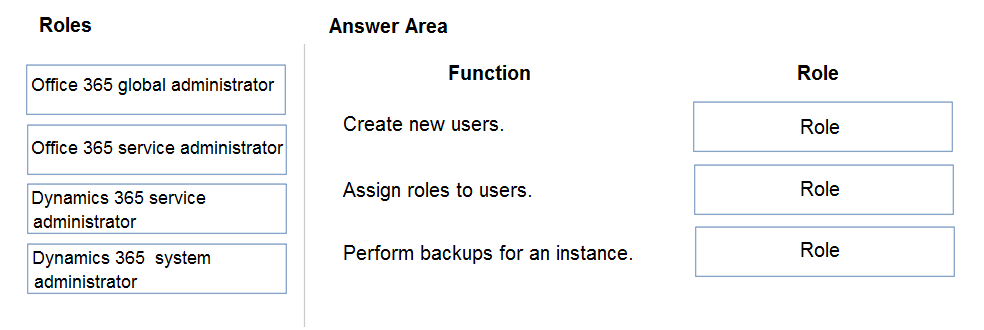 Roles
Office 365 global administrator
Office 365 service administrator
Dynamics 365 service
administrator
Dynamics 365 system
administrator
Answer Area
Function
Role
Create new users.
Role
Assign roles to users.
Role
Perform backups for an instance.
Role